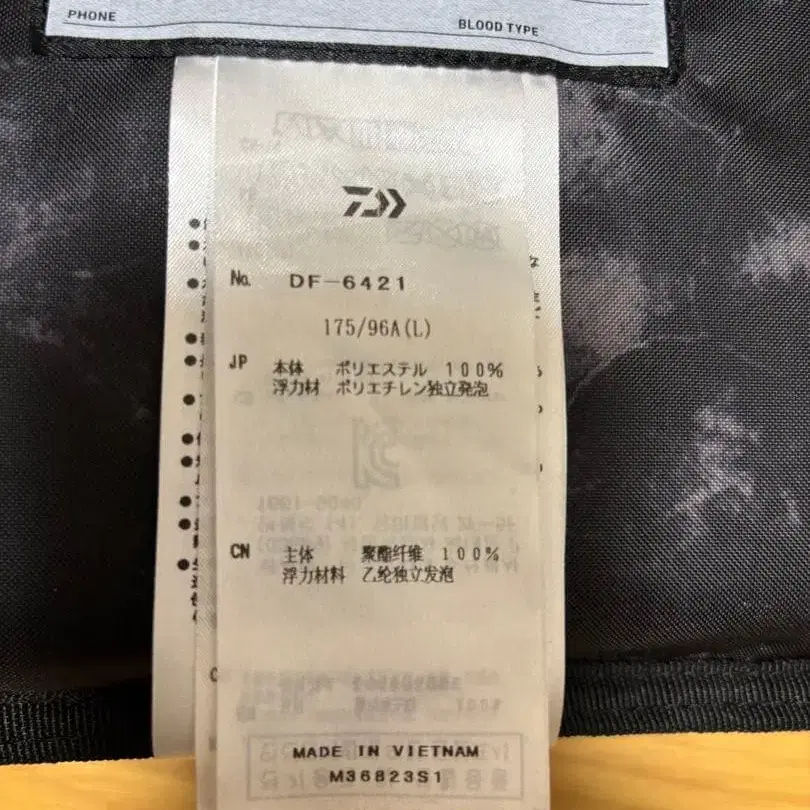 PHONE
BLOOD TYPE
No. DF-6421
175/96A(L)
JP 本体 ポリエステル 100%
浮力材 ポリエチレン独立発泡
CN 主体 聚酯纤维 100%
浮力材料 乙纶独立发泡
MADE IN VIETNAM
M36823S1